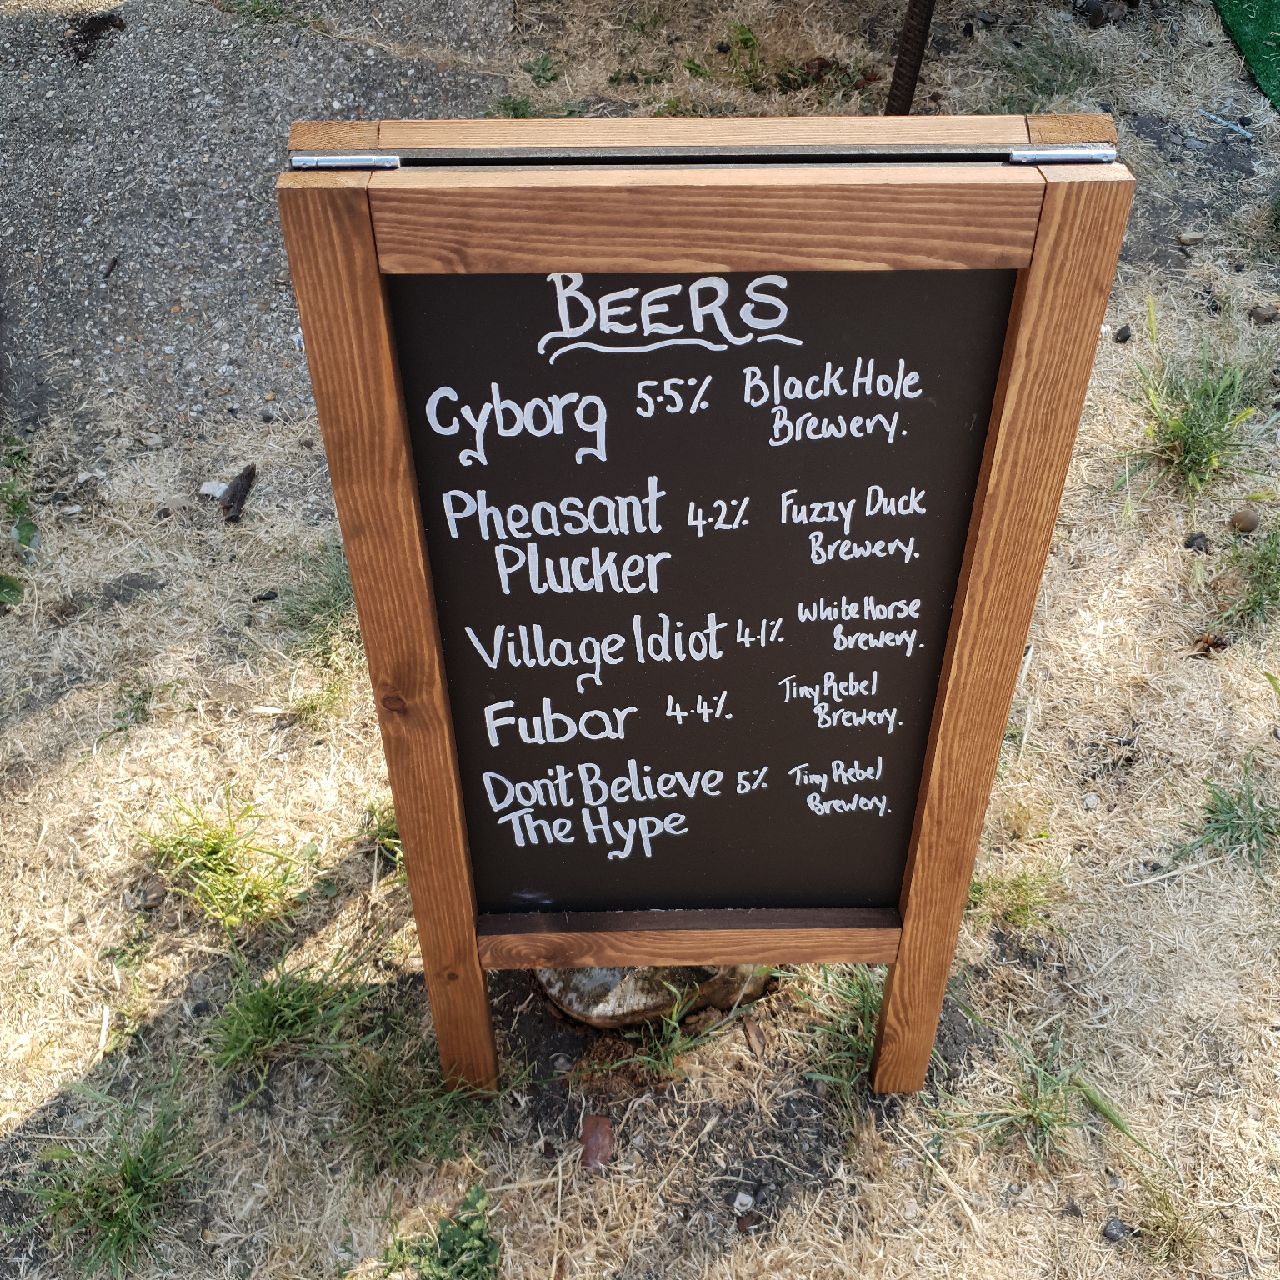 BEERS
Cyborg 5.5% Black Hole
Brewery.
Pheasant 4.2% Fuzzy Duck
Plucker Brewery.
Village Idiot 4.1% White Horse
Brewery.
Fubar 4.4% Tiny Rebel
Brewery.
Don't Believe 5% Tiny Rebel
The Hype Brewery.